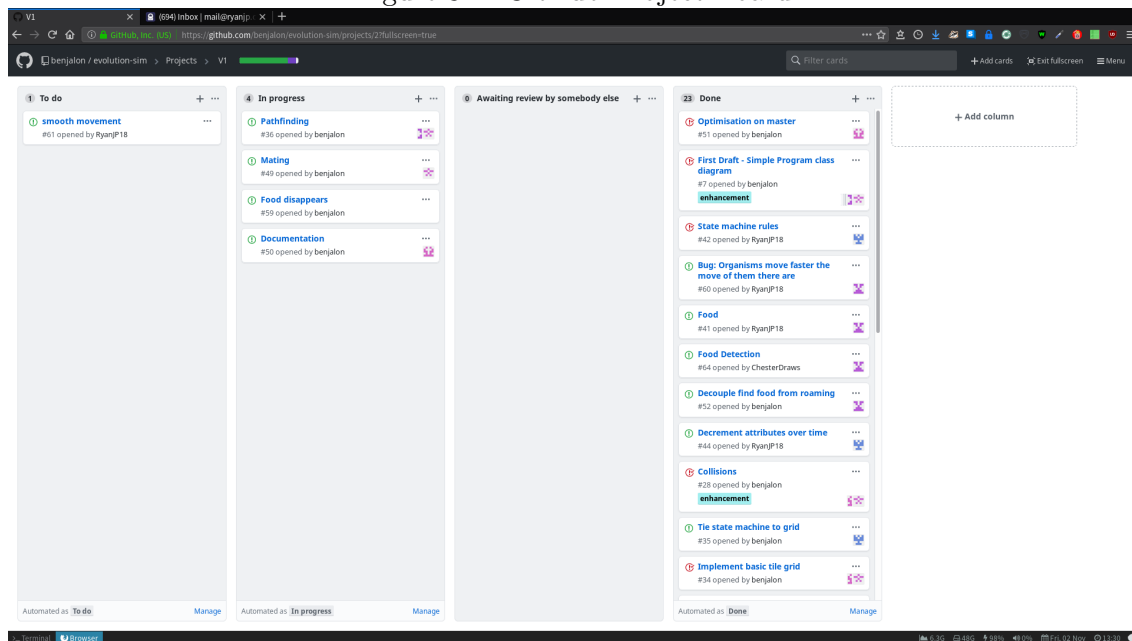 V1 × (694) Inbox | mail@ryanjp. × +
GitHub, Inc. (US) https://github.com/benjalon/evolution-sim/projects/2?fullscreen=true
benjalon / evolution-sim > Projects > V1 Filter cards + Add cards Exit fullscreen Menu
1 To do + ...
smooth movement ...
#61 opened by RyanJP18
Automated as To do Manage
4 In progress + ...
Pathfinding ...
#36 opened by benjalon
Mating ...
#49 opened by benjalon
Food disappears ...
#59 opened by benjalon
Documentation ...
#50 opened by benjalon
Automated as In progress Manage
0 Awaiting review by somebody else + ...
23 Done + ...
Optimisation on master ...
#51 opened by benjalon
First Draft - Simple Program class ...
diagram
#7 opened by benjalon
enhancement
State machine rules ...
#42 opened by RyanJP18
Bug: Organisms move faster the ...
move of them there are
#60 opened by RyanJP18
Food ...
#41 opened by RyanJP18
Food Detection ...
#64 opened by ChesterDraws
Decouple find food from roaming ...
#52 opened by benjalon
Decrement attributes over time ...
#44 opened by RyanJP18
Collisions ...
#28 opened by benjalon
enhancement
Tie state machine to grid ...
#35 opened by benjalon
Implement basic tile grid ...
#34 opened by benjalon
Automated as Done Manage
+ Add column
Terminal Browser 6.3G 48G 98% 0% Fri, 02 Nov 13:30